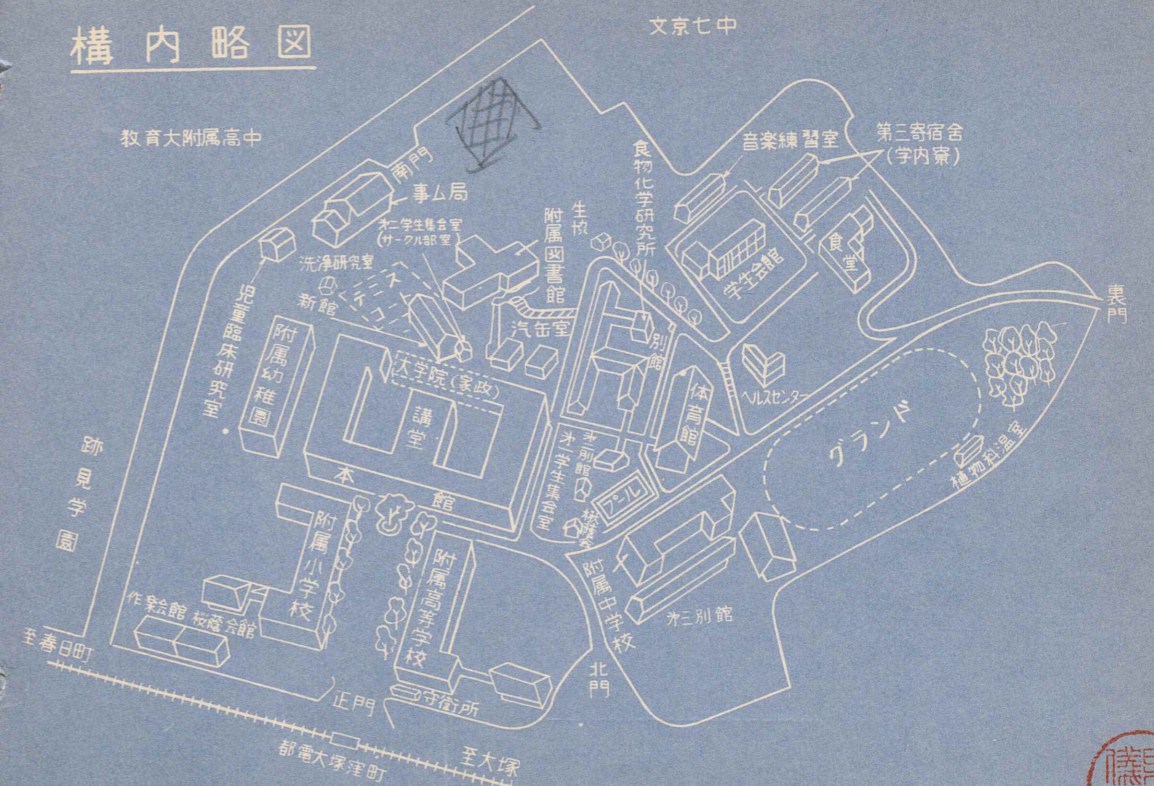 構内略図
文京七中
教育大附属高中
南門
事ム局
オ二学生集会室
(サークル部室)
洗浄研究室
テニス
新館
児童臨床研究室
附属幼稚園
生協
附属図書館
汽缶室
食物化学研究所
音楽練習室
第三寄宿舎
(学内寮)
食堂
学生会館
裏門
別館
体育館
ヘルスセンター
グランド
植物科温室
大学院(家政)
講堂
本館
オ一学生集会室
オ二別館
プール
跡見学園
附属小学校
附属高等学校
附属中学校
オ三別館
作楽会館
桜蔭会館
至春日町
正門
守衛所
北門
都電大塚窪町
至大塚